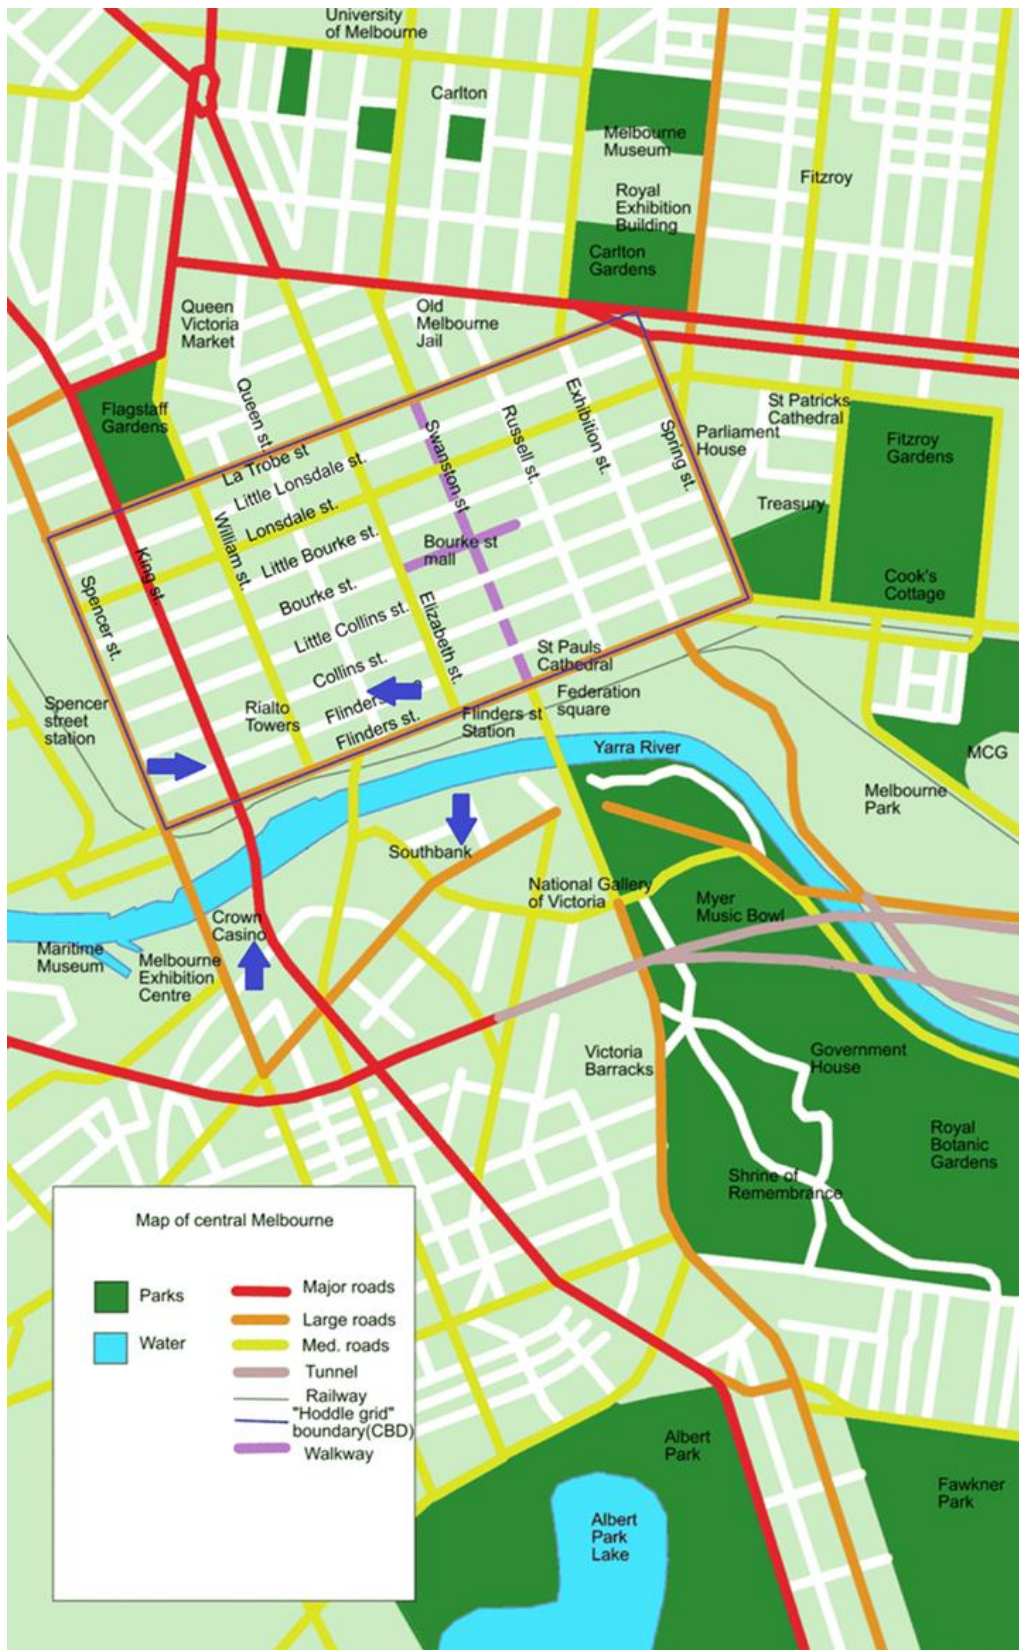 University
of Melbourne
Carlton
Melbourne
Museum
Fitzroy
Royal
Exhibition
Building
Carlton
Gardens
Queen
Victoria
Market
Old
Melbourne
Jail
Flagstaff
Gardens
Queen st.
Swanston st
Russell st.
Exhibition st.
Spring st.
St Patricks
Cathedral
Parliament
House
Fitzroy
Gardens
La Trobe st
Little Lonsdale st.
Lonsdale st.
Treasury
King st.
William st.
Little Bourke st.
Bourke st
mall
Spencer st.
Bourke st.
Cook's
Cottage
Little Collins st.
Elizabeth st.
Collins st.
St Pauls
Cathedral
Spencer
street
station
Rialto
Towers
Flinders
Flinders st.
Flinders st
Station
Federation
square
Yarra River
MCG
Melbourne
Park
Southbank
National Gallery
of Victoria
Myer
Music Bowl
Crown
Casino
Maritime
Museum
Melbourne
Exhibition
Centre
Victoria
Barracks
Government
House
Royal
Botanic
Gardens
Shrine of
Remembrance
Map of central Melbourne
Parks
Water
Major roads
Large roads
Med. roads
Tunnel
Railway
"Hoddle grid"
boundary(CBD)
Walkway
Albert
Park
Fawkner
Park
Albert
Park
Lake